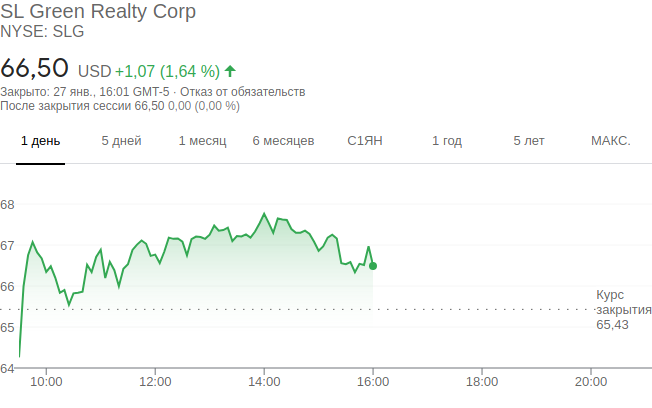 SL Green Realty Corp
NYSE: SLG
66,50 USD +1,07 (1,64 %)
Закрыто: 27 янв., 16:01 GMT-5 · Отказ от обязательств
После закрытия сессии 66,50 0,00 (0,00 %)
1 день 5 дней 1 месяц 6 месяцев С1ЯН 1 год 5 лет МАКС.
68
67
66
Курс
закрытия
65
65,43
64
10:00 12:00 14:00 16:00 18:00 20:00